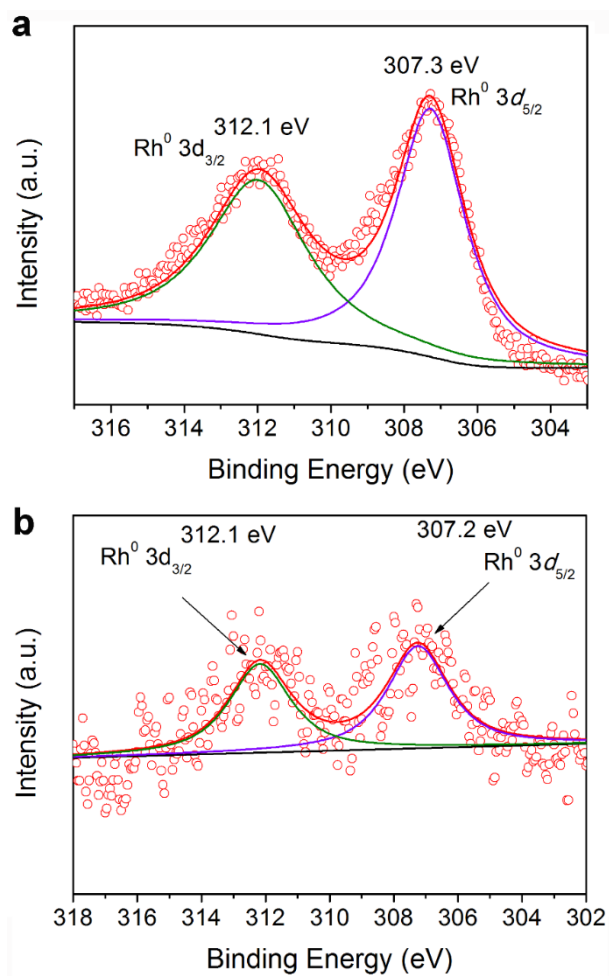 a
307.3 eV
Rh⁰ 3d₅/₂
312.1 eV
Rh⁰ 3d₃/₂
Intensity (a.u.)
316 314 312 310 308 306 304
Binding Energy (eV)
b
312.1 eV
307.2 eV
Rh⁰ 3d₃/₂
Rh⁰ 3d₅/₂
Intensity (a.u.)
318 316 314 312 310 308 306 304 302
Binding Energy (eV)